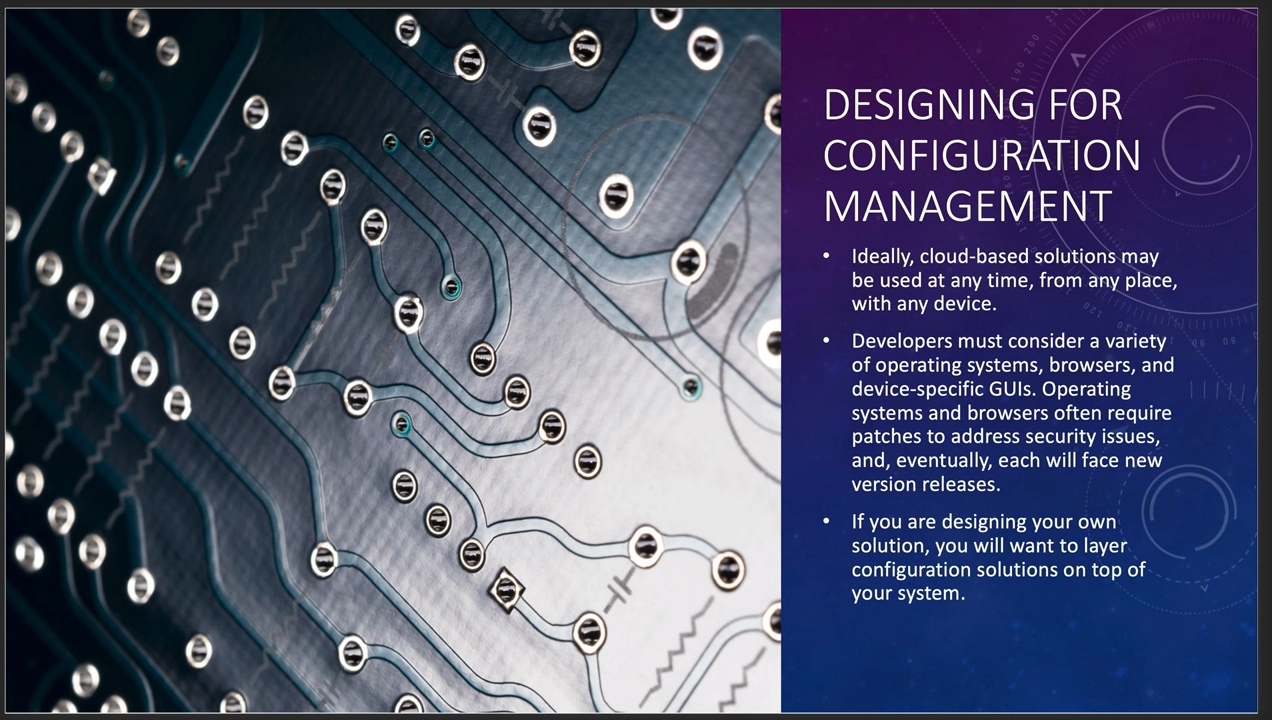 DESIGNING FOR
CONFIGURATION
MANAGEMENT
• Ideally, cloud-based solutions may
be used at any time, from any place,
with any device.
• Developers must consider a variety
of operating systems, browsers, and
device-specific GUIs. Operating
systems and browsers often require
patches to address security issues,
and, eventually, each will face new
version releases.
• If you are designing your own
solution, you will want to layer
configuration solutions on top of
your system.